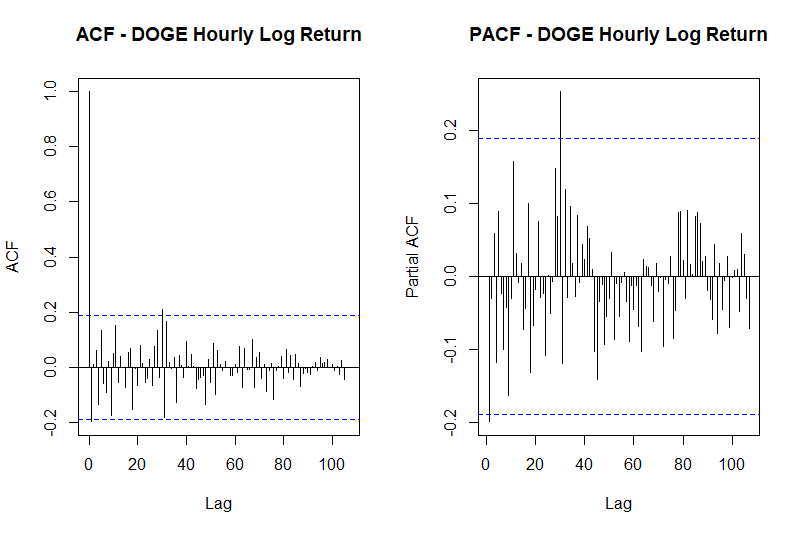 ACF - DOGE Hourly Log Return
ACF
1.0
0.8
0.6
0.4
0.2
0.0
-0.2
0 20 40 60 80 100
Lag
PACF - DOGE Hourly Log Return
Partial ACF
0.2
0.1
0.0
-0.1
-0.2
0 20 40 60 80 100
Lag